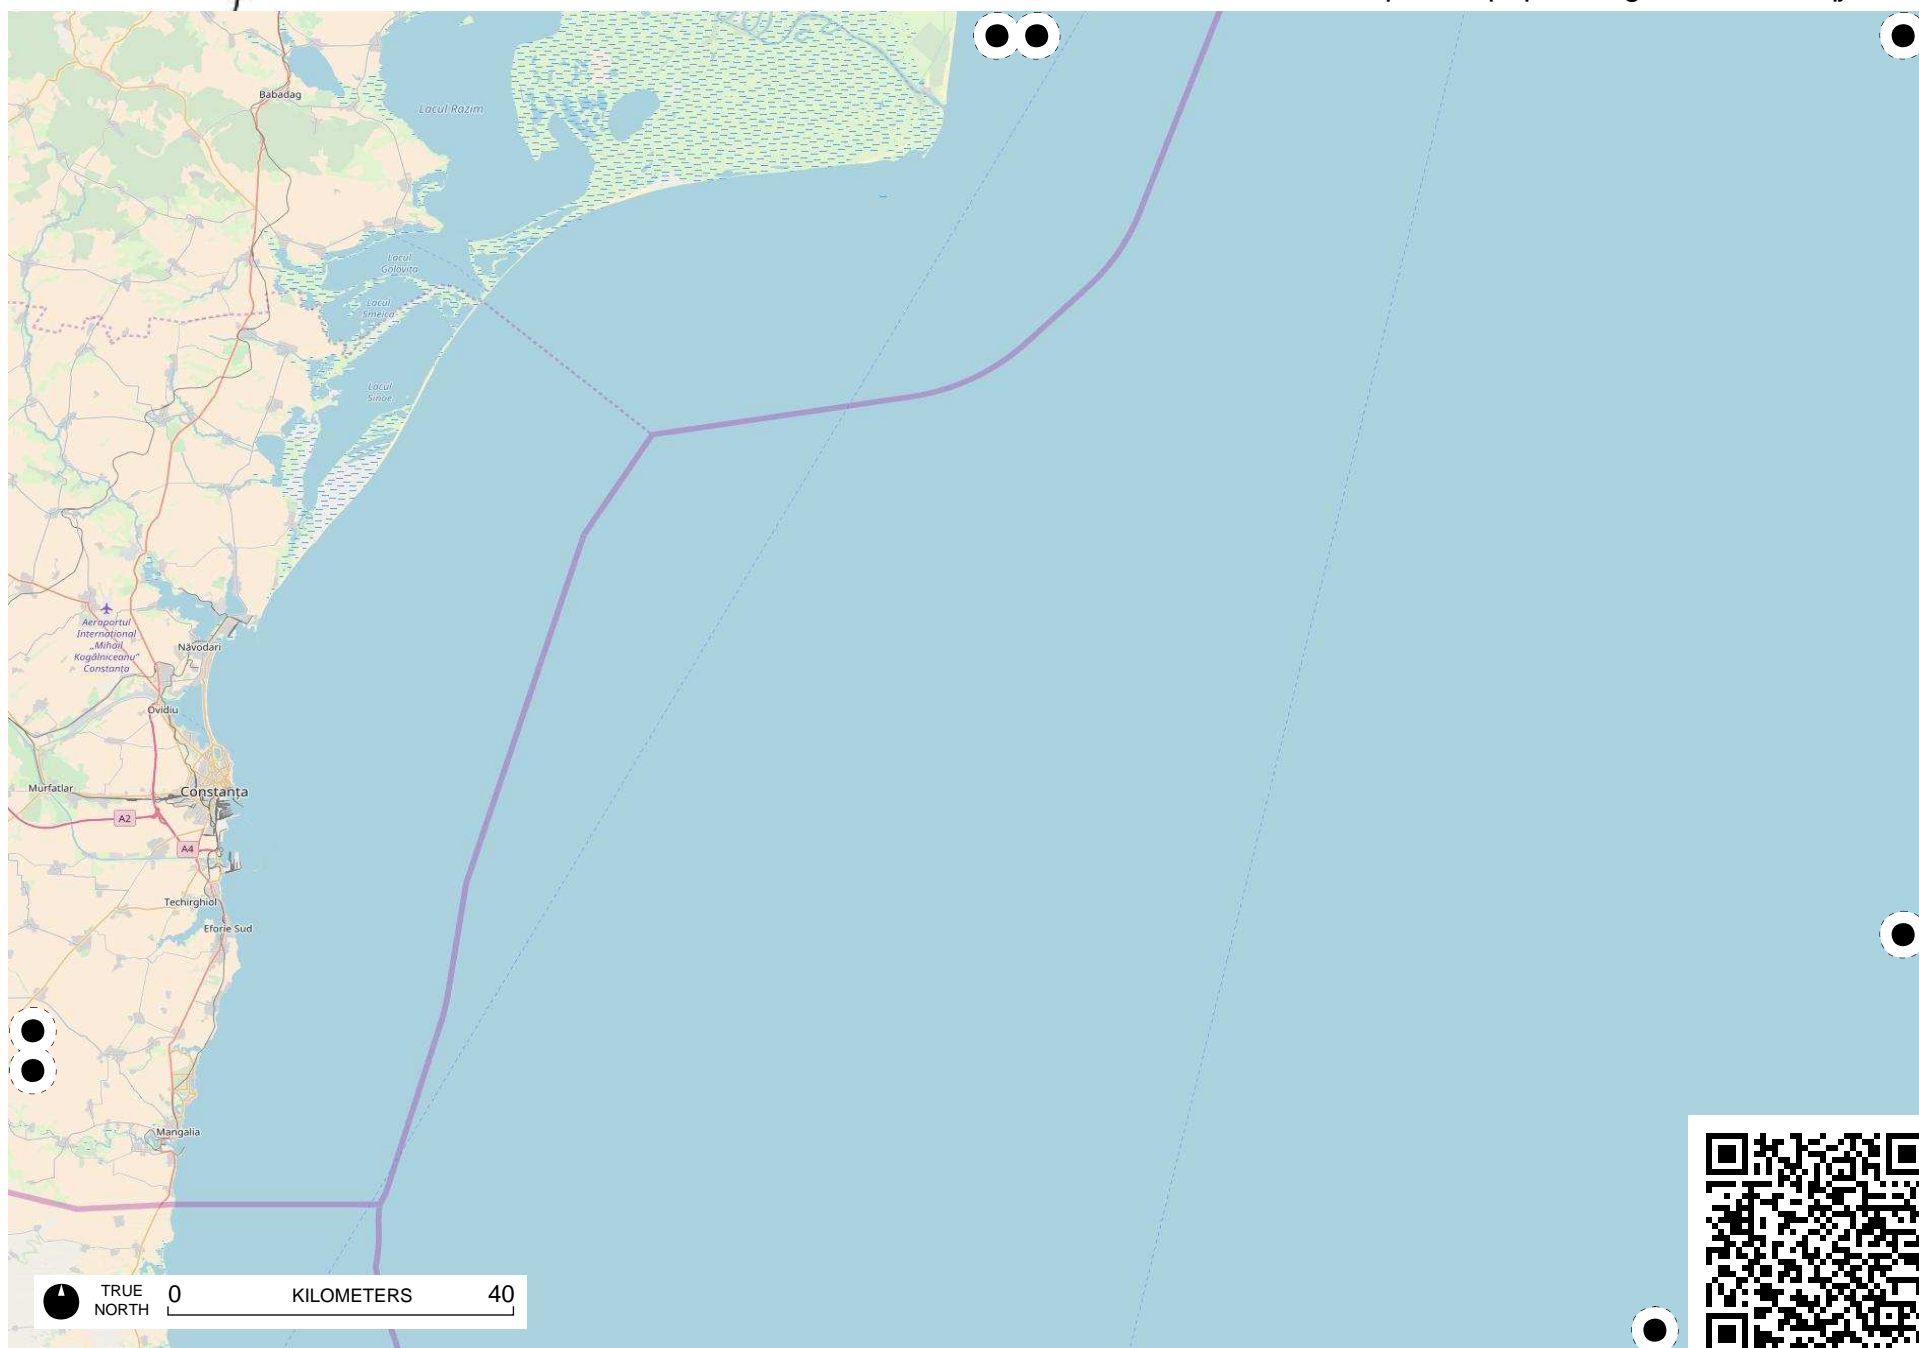 Babadag
Lacul Razim
Lacul
Golovița
Lacul
Smeica
Lacul
Sinoe
Aeroportul
Internațional
„Mihail
Kogălniceanu”
Constanța
Năvodari
Ovidiu
Murfatlar
Constanța
A2
A4
Techirghiol
Eforie Sud
Mangalia
TRUE
NORTH
0 KILOMETERS 40